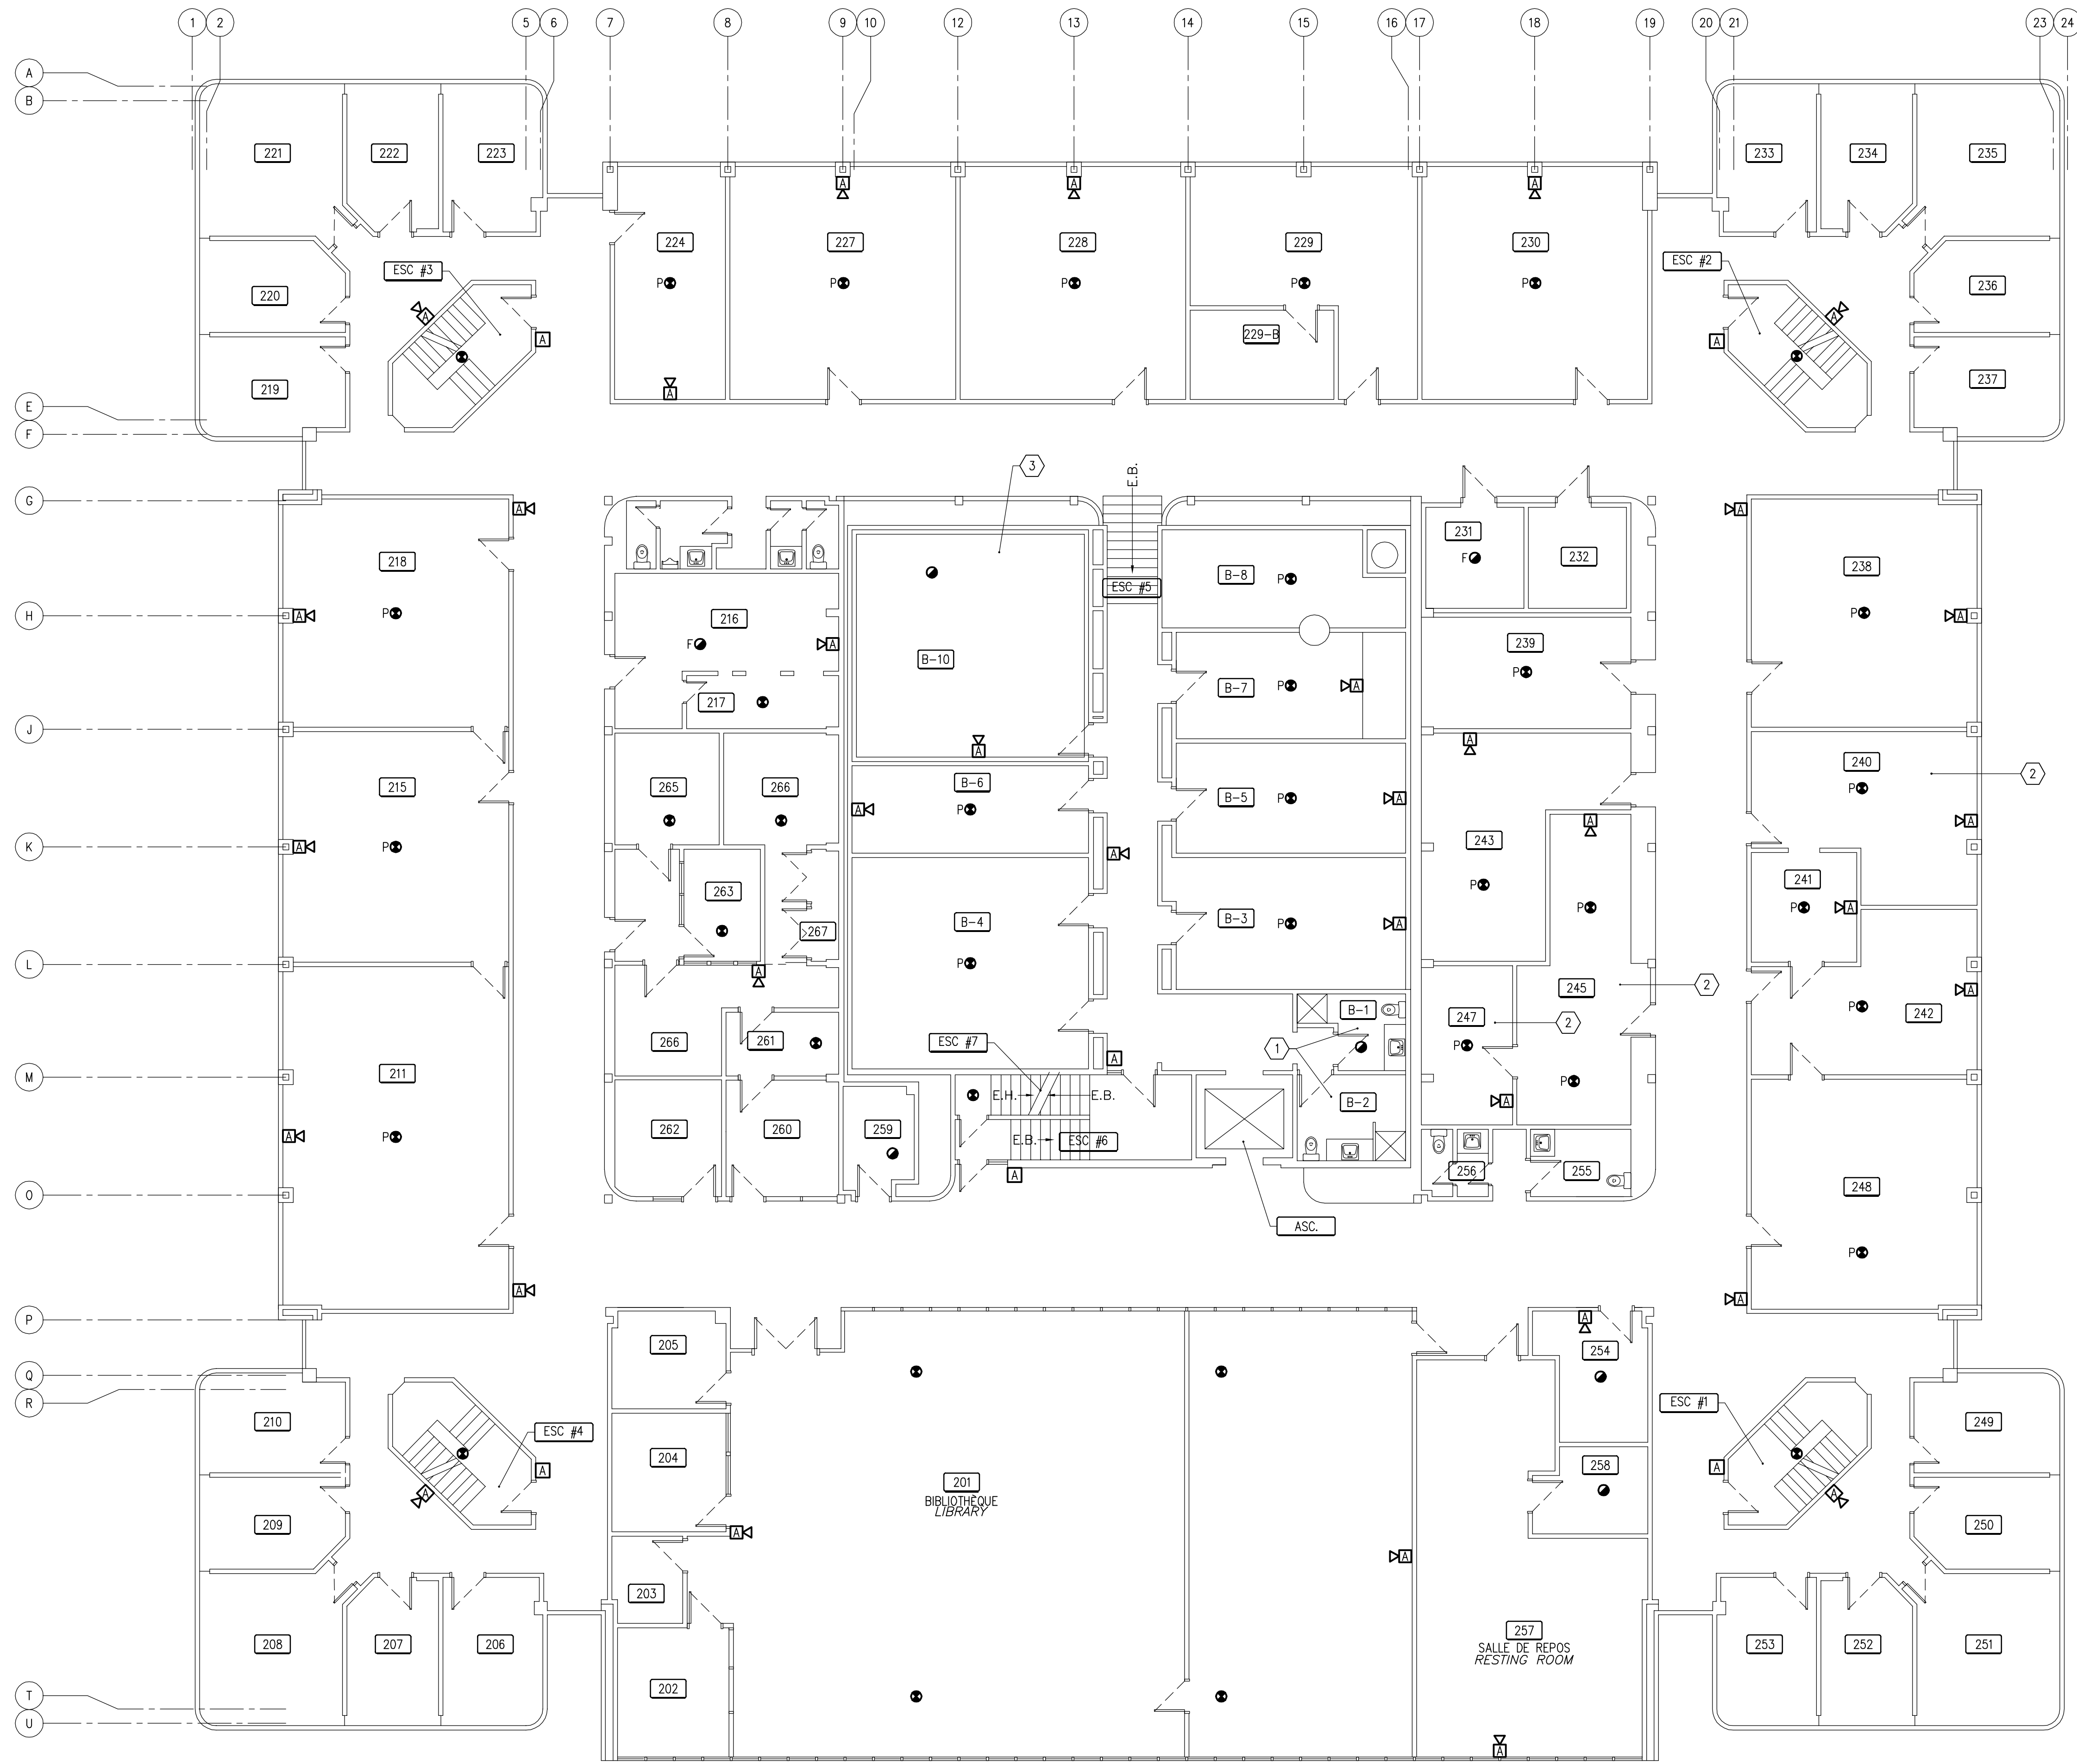 1 2 5 6 7 8 9 10 12 13 14 15 16 17 18 19 20 21 23 24
A
B
221 222 223 233 234 235
A A A
224 227 228 229 230
ESC #3 ESC #2
P P P P P
220 236
A A
229-B
A A
219 237
A
E
F
3 E.B.
G
A A
218 231 232 238
F
B-8 P
ESC #5
H
A P 216 P A
F A 239
B-10 B-7 P A P
217
J
A A
215 265 266 B-6 B-5 P A 240 2
P
A P A
K
A P A 243
263 241
P P P A
B-4 B-3 P A
267
L
P
A
245 2 A
266 261 B-1 247 2 P 242
ESC #7 1 P
M
A
E.H. E.B. B-2 P
A
211
262 260 259
A P E.B. ESC #6
256 255
A
O
248
ASC.
P
A A
P
A
205 254
Q
R
210 ESC #4 ESC #1 249
204 258
A 201 A
BIBLIOTHÈQUE
LIBRARY
A A
209 250
A
A
203
257
208 207 206 SALLE DE REPOS 253 252 251
RESTING ROOM
202
T
U
A